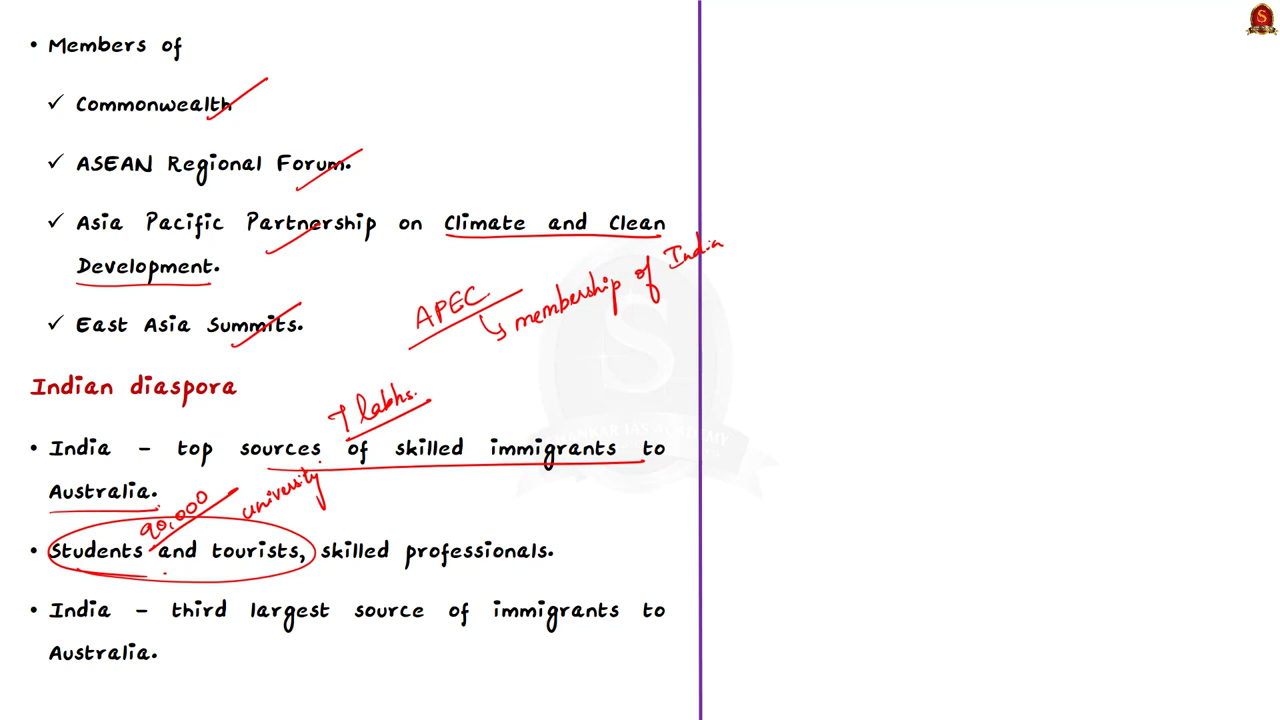 • Members of
✓ Commonwealth
✓ ASEAN Regional Forum.
✓ Asia Pacific Partnership on Climate and Clean
Development.
APEC
↳ membership of India
✓ East Asia Summits.
Indian diaspora
7 lakhs.
• India – top sources of skilled immigrants to
Australia.
90,000
university
• Students and tourists, skilled professionals.
• India – third largest source of immigrants to
Australia.